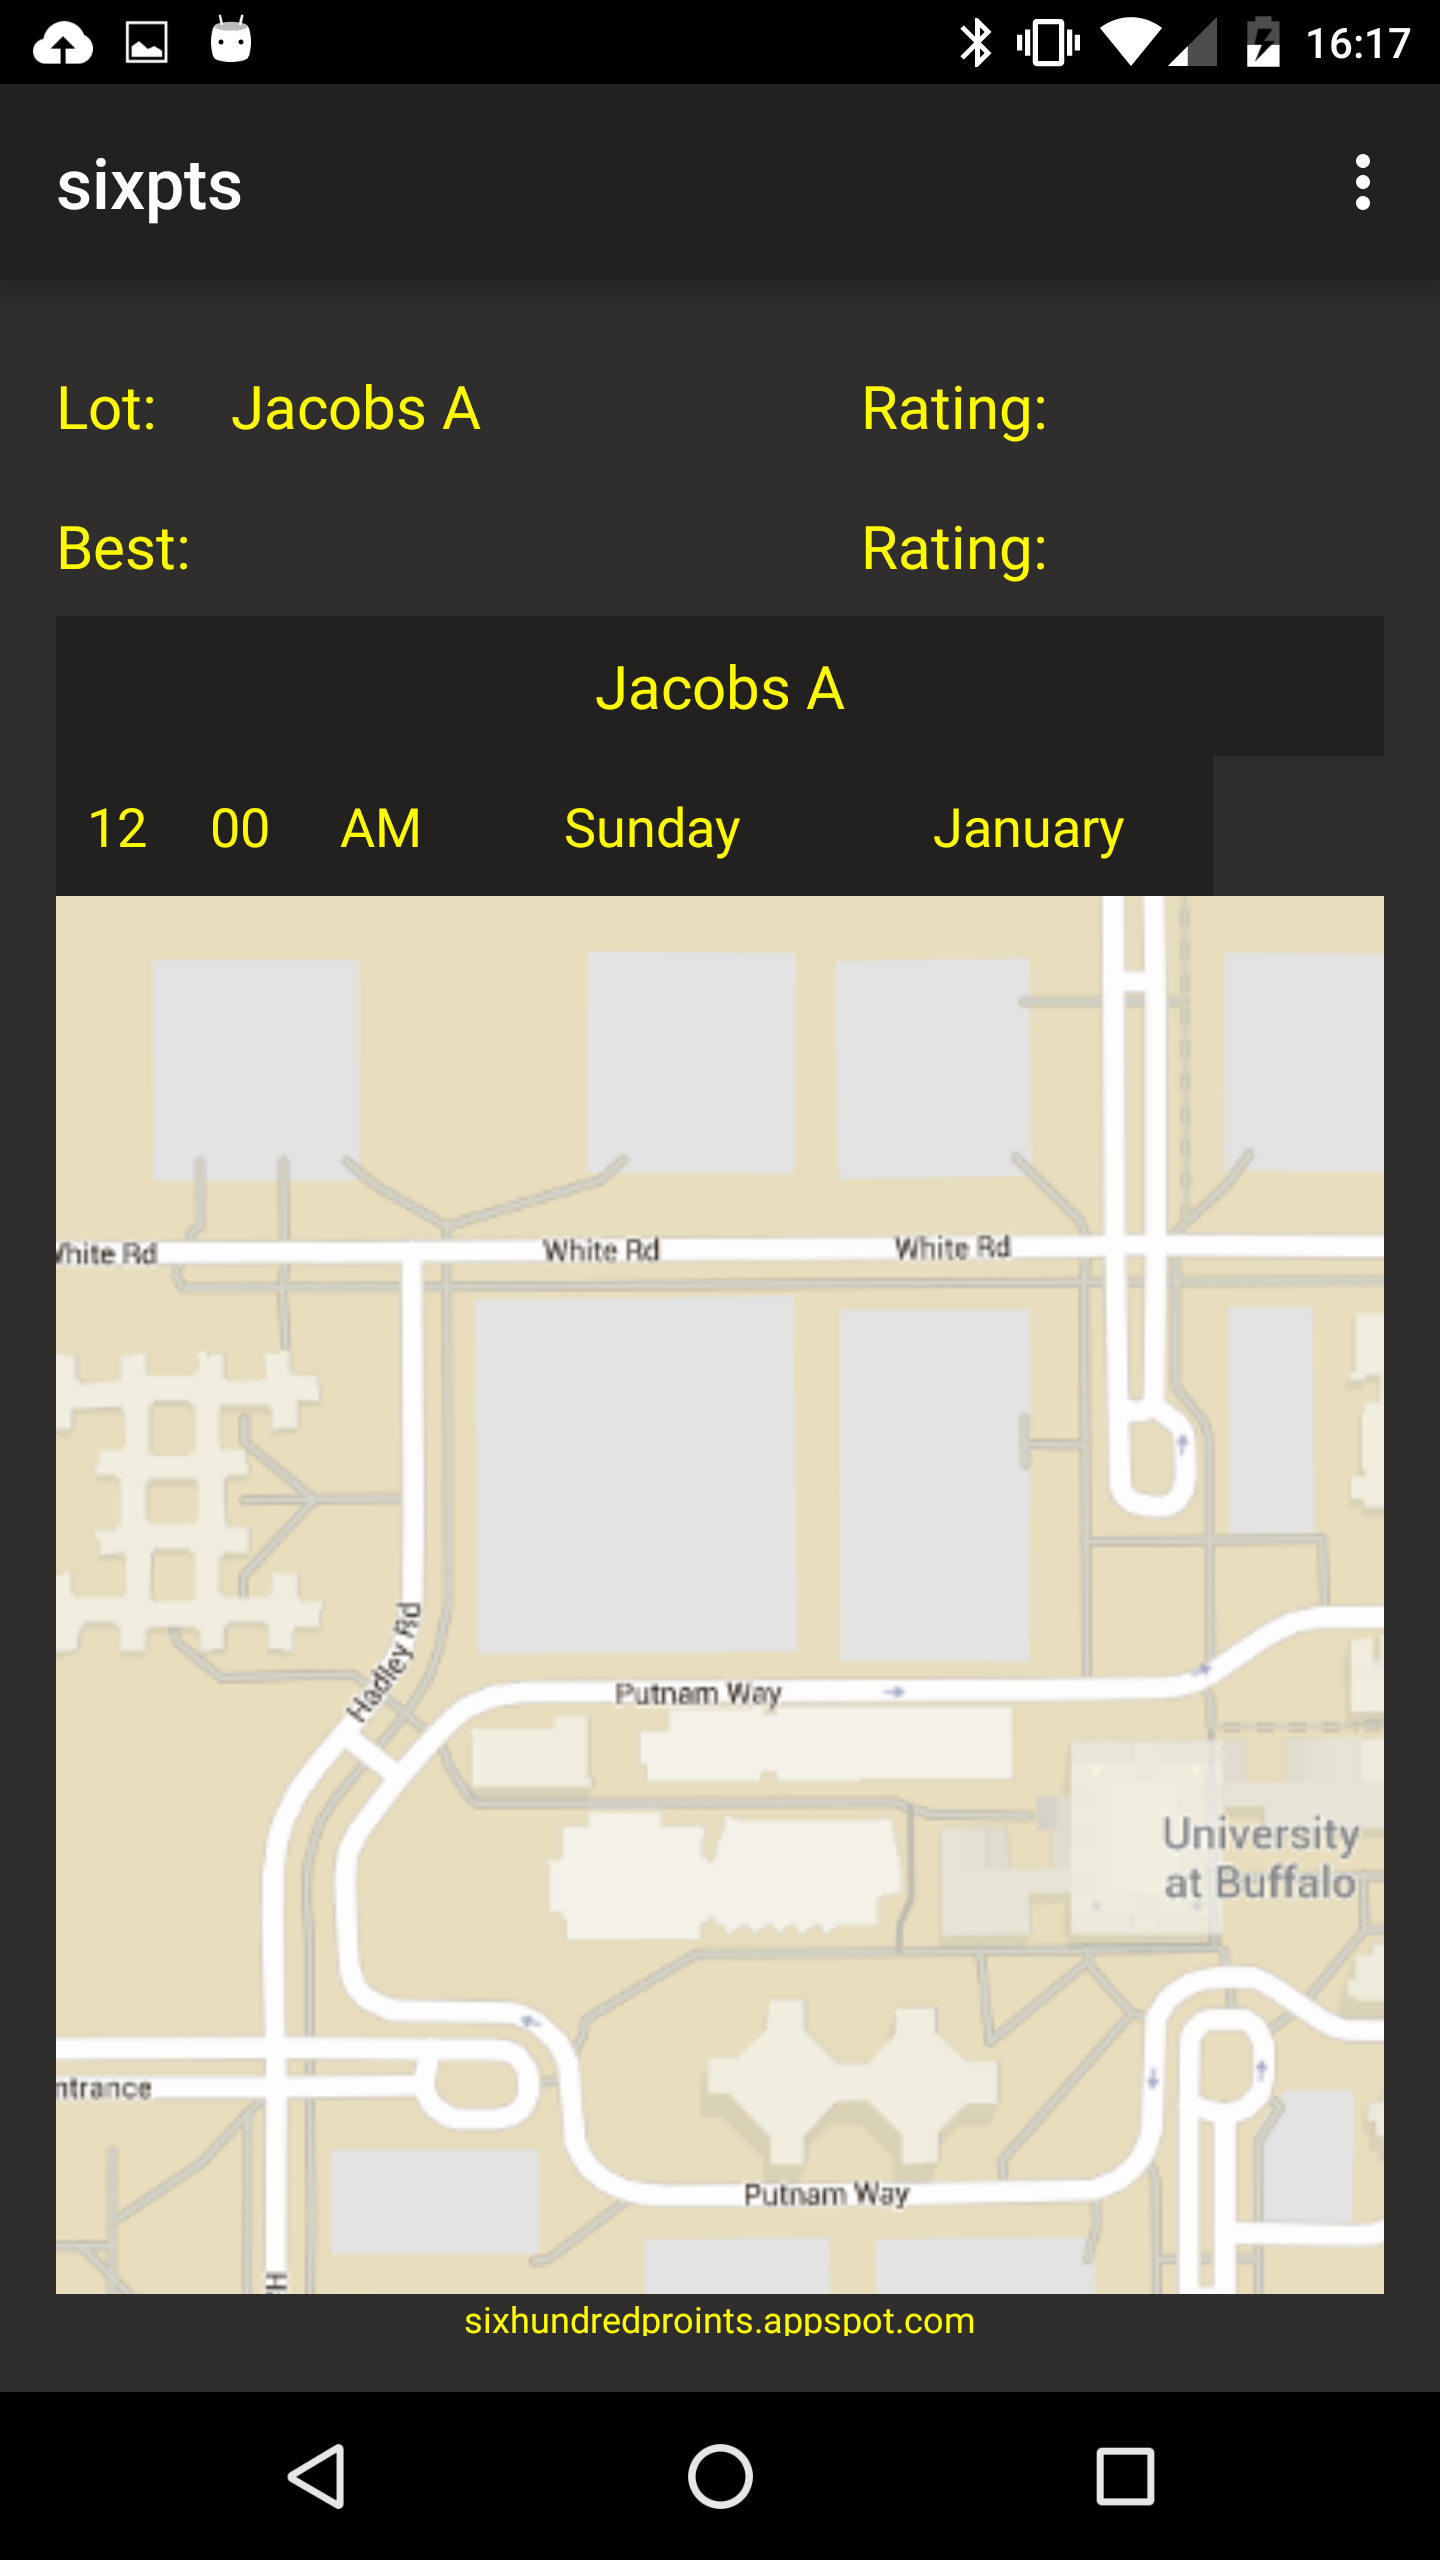 16:17
sixpts
Lot: Jacobs A Rating:
Best: Rating:
Jacobs A
12 00 AM Sunday January
White Rd White Rd White Rd
Hadley Rd
Putnam Way
University
at Buffalo
ntrance
Putnam Way
H
sixhundredproints.appspot.com